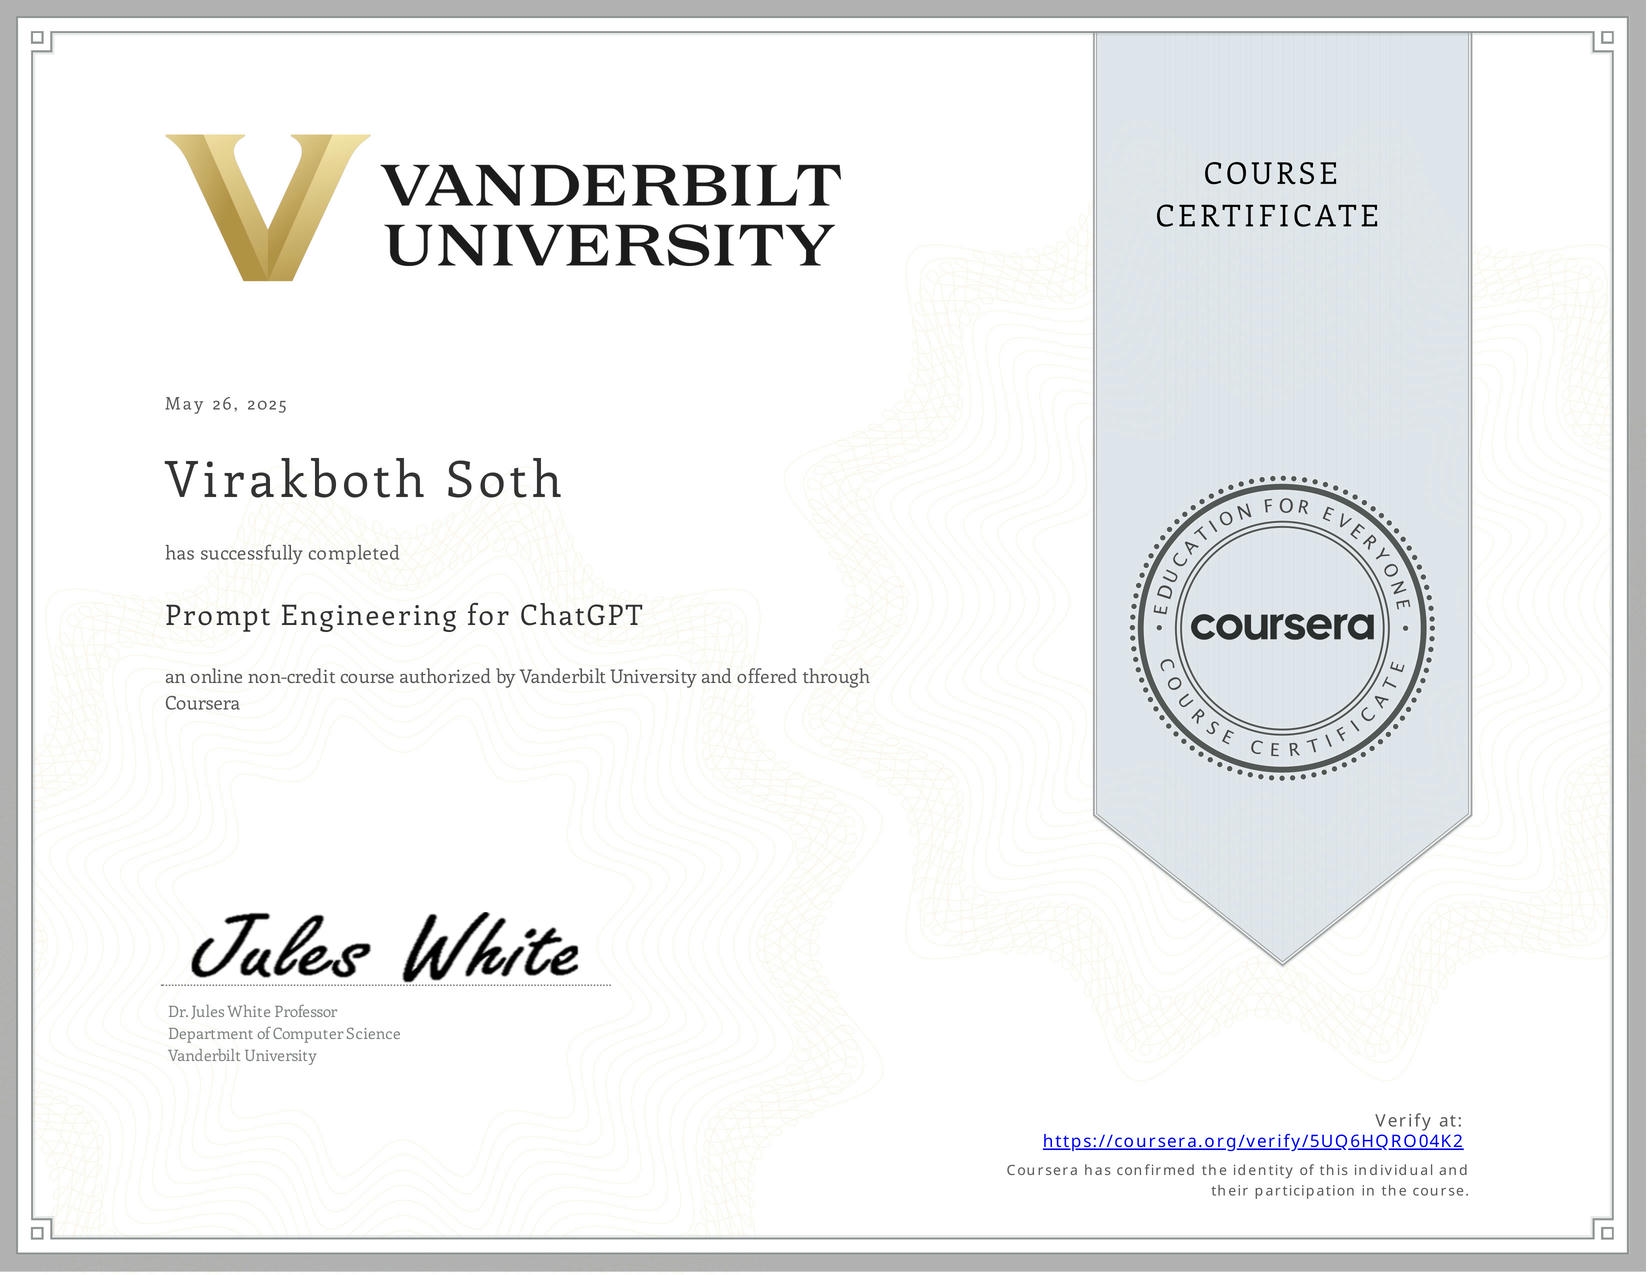 VANDERBILT
UNIVERSITY
COURSE
CERTIFICATE
May 26, 2025
Virakboth Soth
has successfully completed
Prompt Engineering for ChatGPT
an online non-credit course authorized by Vanderbilt University and offered through
Coursera
EDUCATION FOR EVERYONE
coursera
COURSE CERTIFICATE
Jules White
Dr. Jules White Professor
Department of Computer Science
Vanderbilt University
Verify at:
https://coursera.org/verify/5UQ6HQRO04K2
Coursera has confirmed the identity of this individual and
their participation in the course.